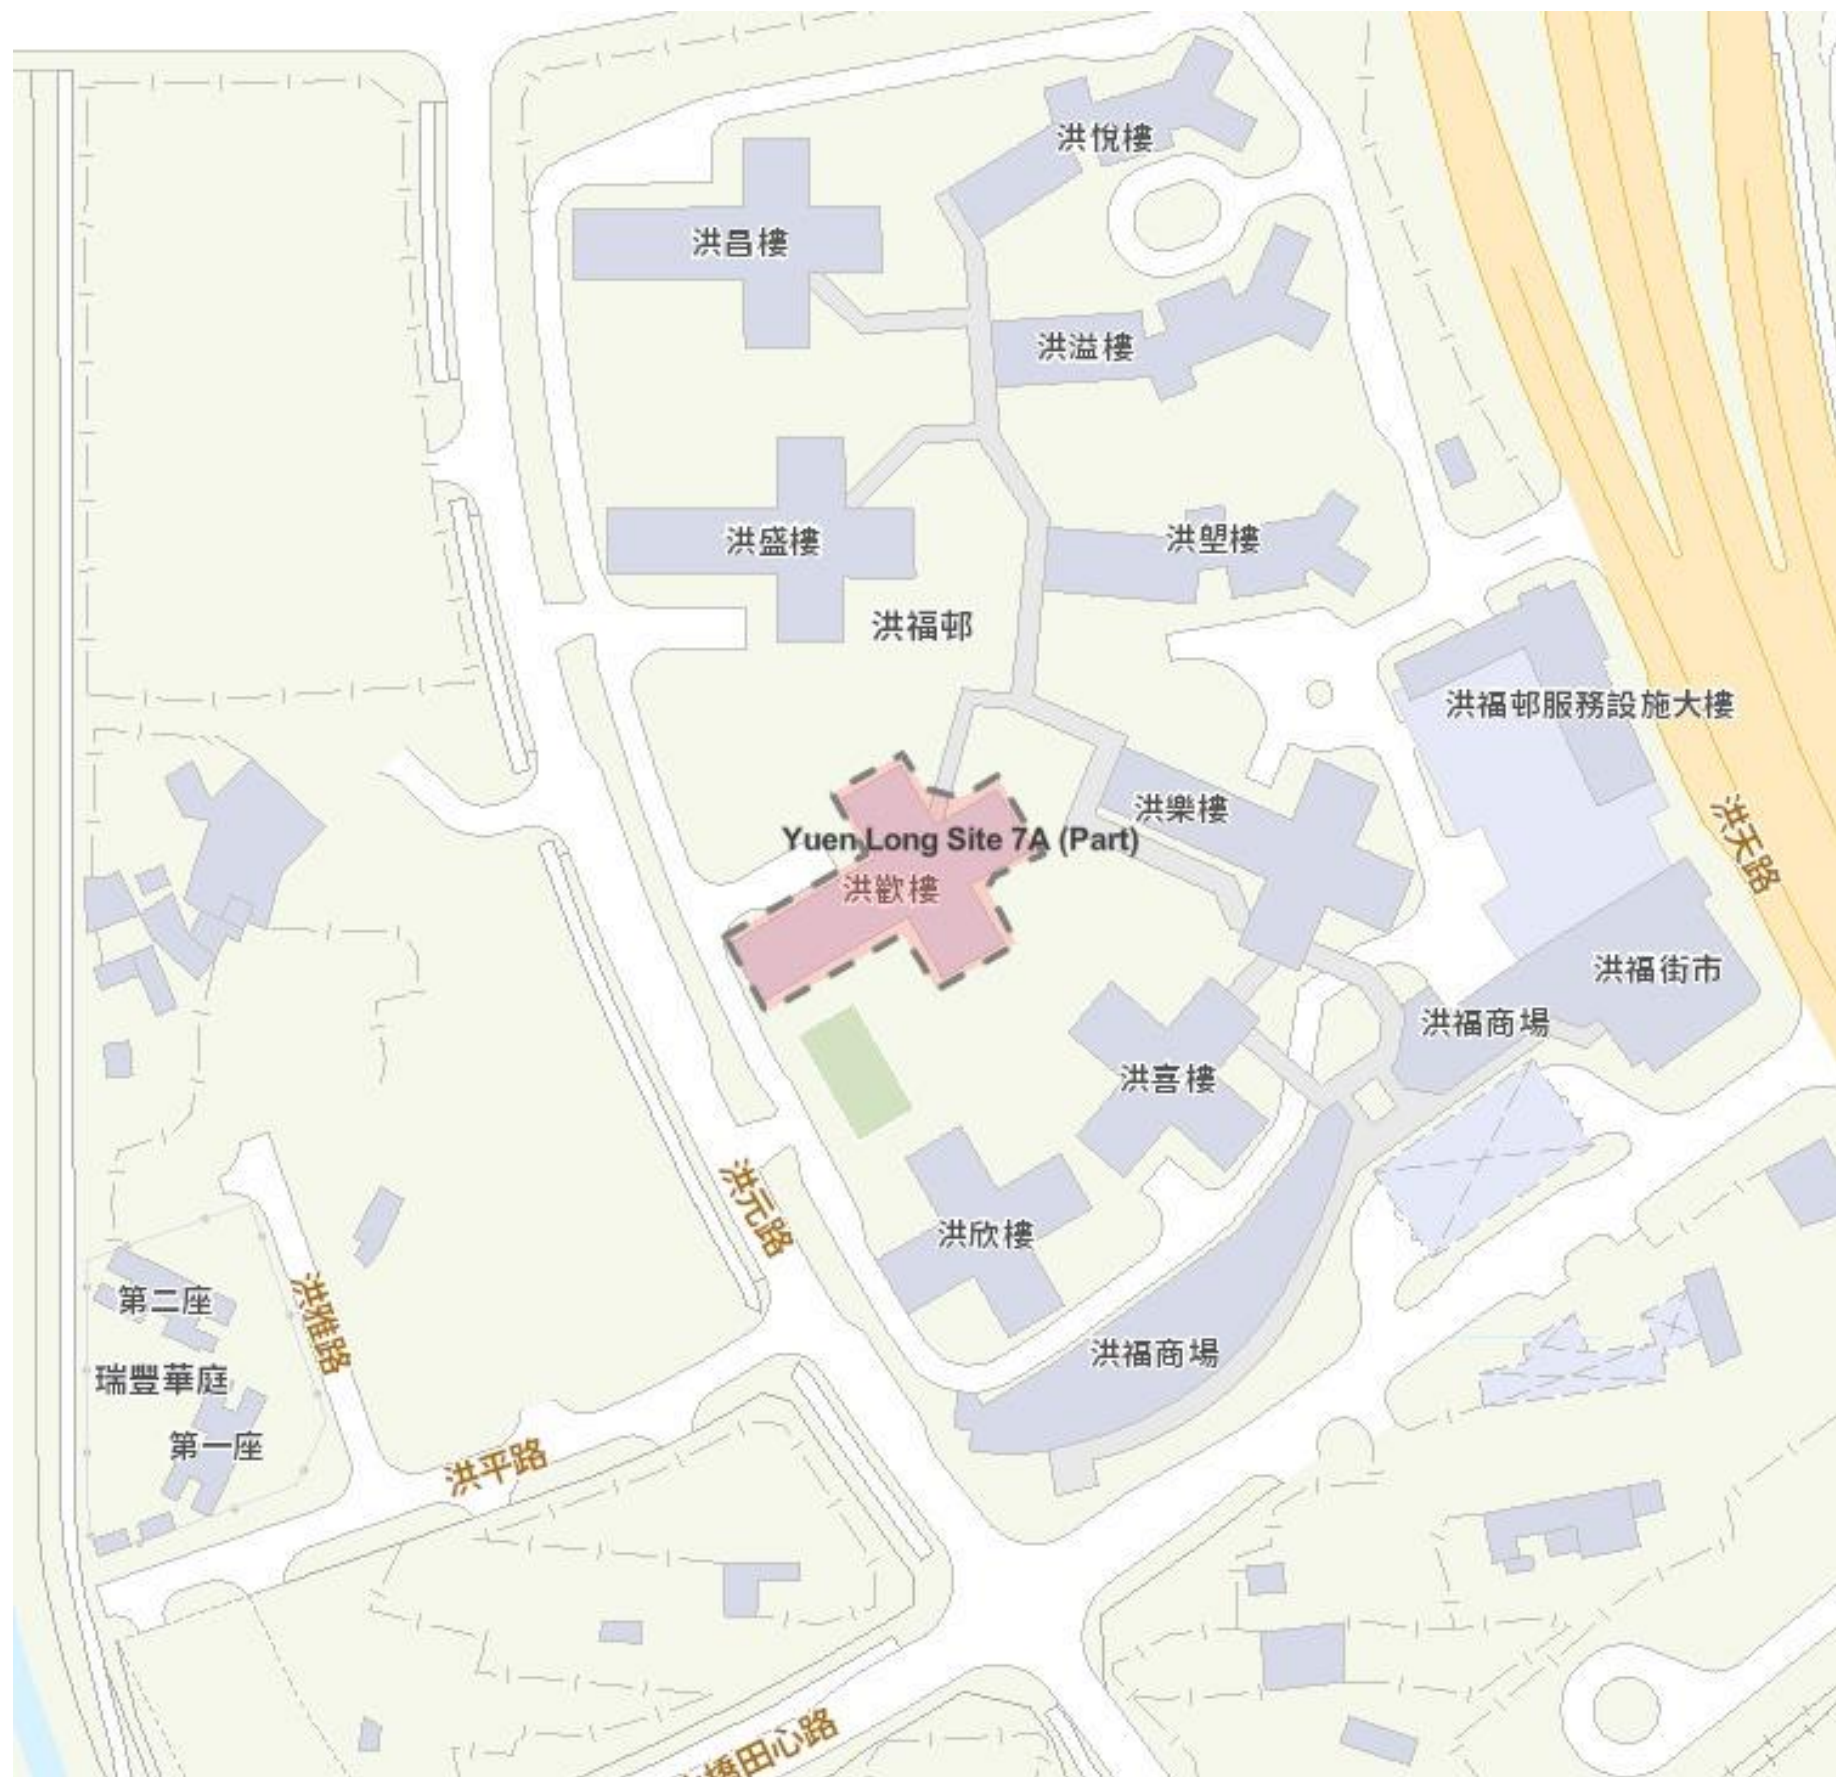 洪悅樓
洪昌樓
洪溢樓
洪盛樓
洪塱樓
洪福邨
洪福邨服務設施大樓
洪樂樓
Yuen Long Site 7A (Part)
洪天路
洪歡樓
洪福街市
洪福商場
洪喜樓
洪元路
洪欣樓
第二座
洪雅路
洪福商場
瑞豐華庭
第一座
洪平路
橋田心路